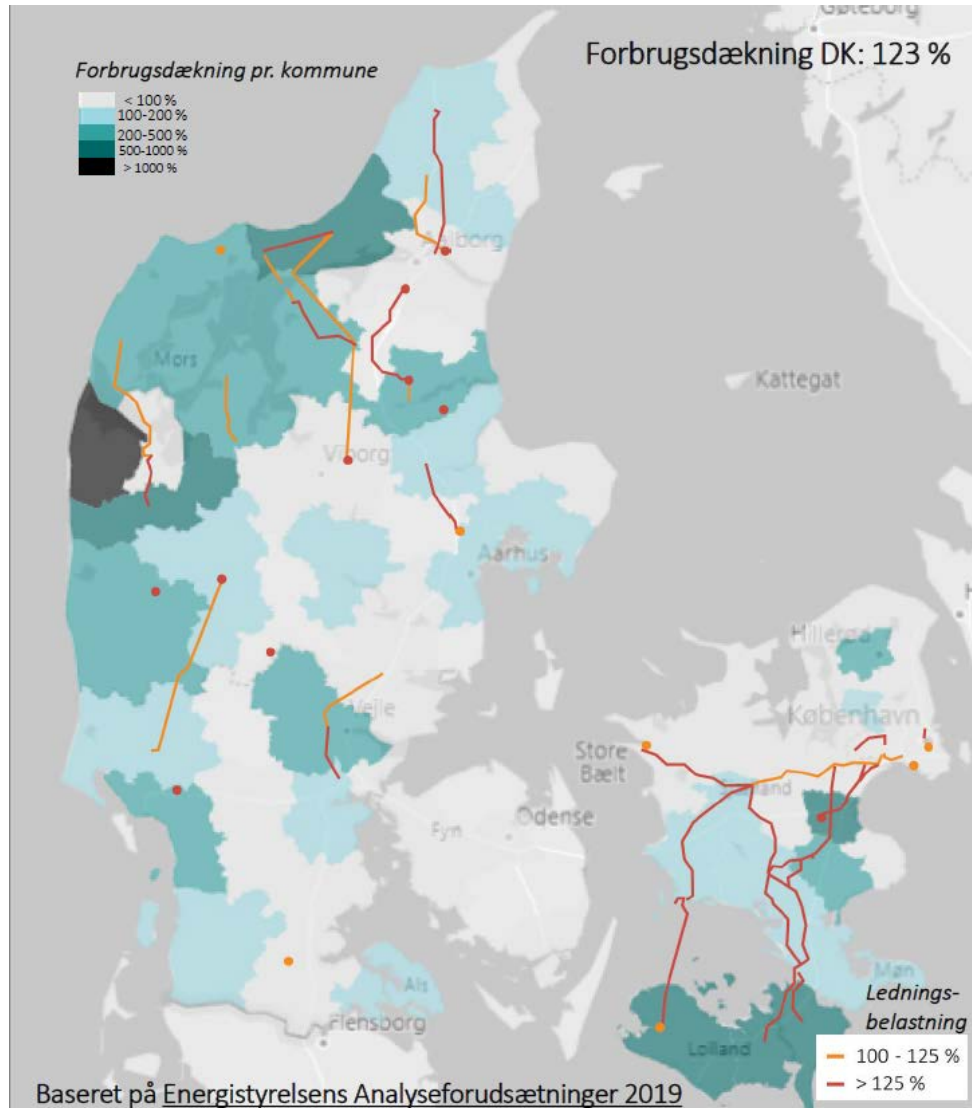 Gøteborg
Forbrugsdækning DK: 123 %
Forbrugsdækning pr. kommune
< 100 %
100-200 %
200-500 %
500-1000 %
> 1000 %
Aalborg
Mors
Kattegat
Viborg
Aarhus
Hillerød
Vejle
København
Store
Bælt
Fyn
Odense
Als
Møn
Flensborg
Lolland
Lednings-
belastning
100 - 125 %
> 125 %
Baseret på Energistyrelsens Analyseforudsætninger 2019